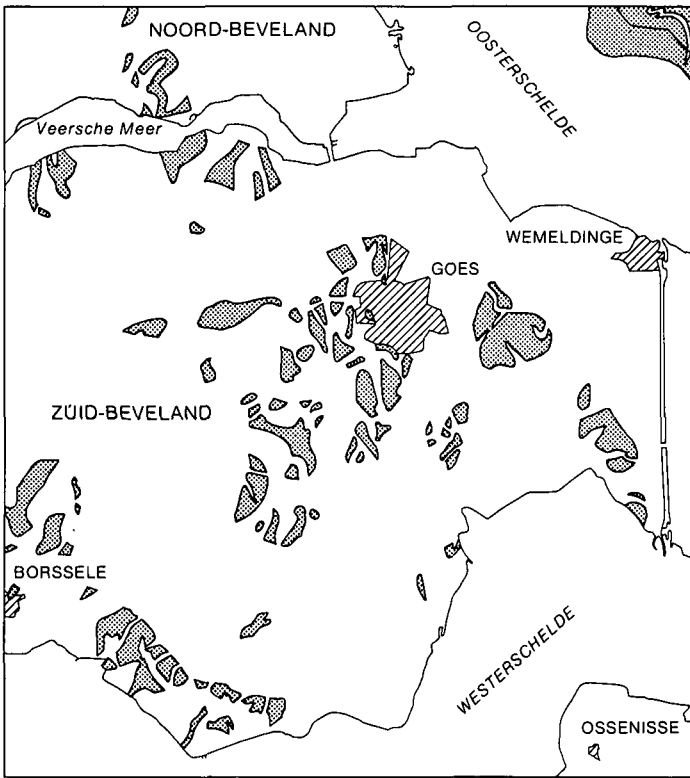 NOORD-BEVELAND
OOSTERSCHELDE
Veersche Meer
WEMELDINGE
GOES
ZUID-BEVELAND
BORSSELE
WESTERSCHELDE
OSSENISSE